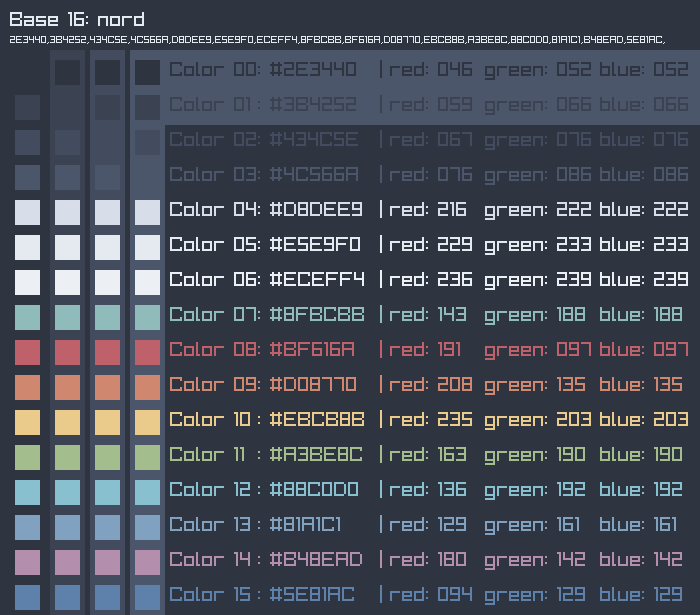 Base 16: nord
2E3440,3B4252,434C5E,4C566A,D8DEE9,E5E9F0,ECEFF4,8FBCBB,BF616A,D08770,EBCB8B,A3BE8C,88C0D0,81A1C1,B48EAD,5E81AC,
Color 00: #2E3440 | red: 046 green: 052 blue: 052
Color 01 : #3B4252 | red: 059 green: 066 blue: 066
Color 02: #434C5E | red: 067 green: 076 blue: 076
Color 03: #4C566A | red: 076 green: 086 blue: 086
Color 04: #D8DEE9 | red: 216 green: 222 blue: 222
Color 05: #E5E9F0 | red: 229 green: 233 blue: 233
Color 06: #ECEFF4 | red: 236 green: 239 blue: 239
Color 07: #8FBCBB | red: 143 green: 188 blue: 188
Color 08: #BF616A | red: 191 green: 097 blue: 097
Color 09: #D08770 | red: 208 green: 135 blue: 135
Color 10 : #EBCB8B | red: 235 green: 203 blue: 203
Color 11 : #A3BE8C | red: 163 green: 190 blue: 190
Color 12 : #88C0D0 | red: 136 green: 192 blue: 192
Color 13 : #81A1C1 | red: 129 green: 161 blue: 161
Color 14 : #B48EAD | red: 180 green: 142 blue: 142
Color 15 : #5E81AC | red: 094 green: 129 blue: 129